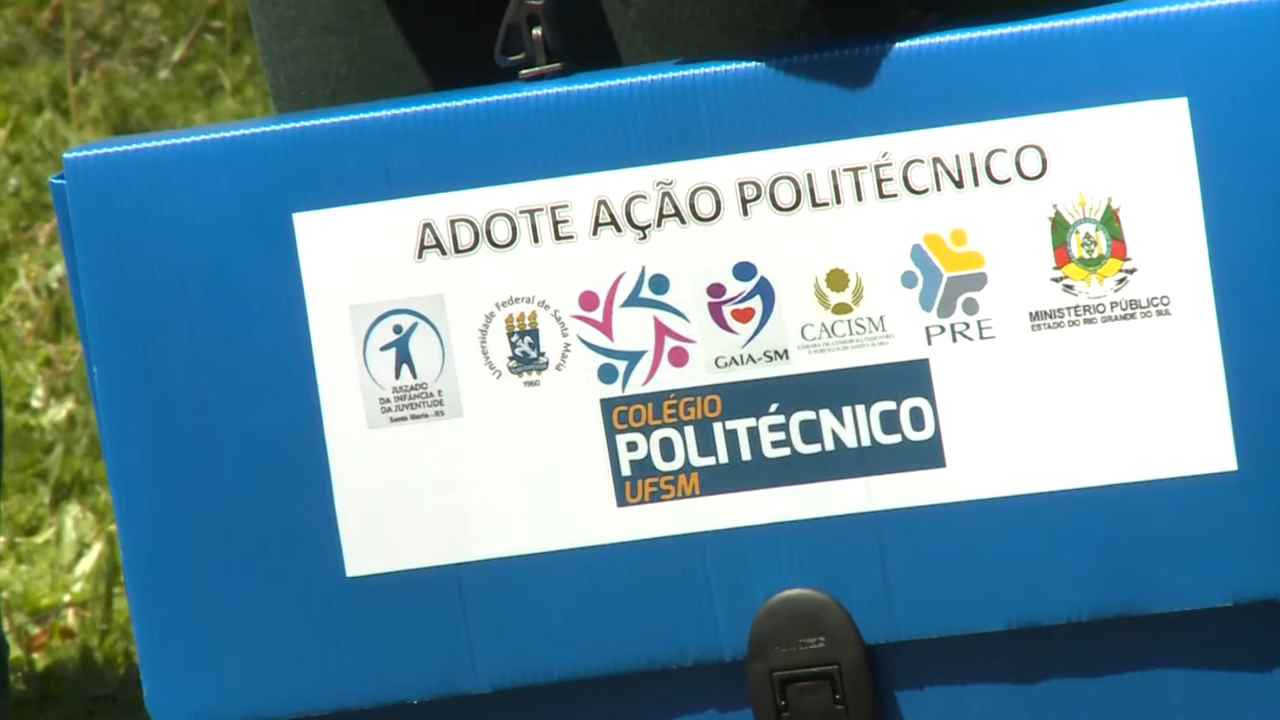 ADOTE AÇÃO POLITÉCNICO
JUIZADO
DA INFÂNCIA E
DA JUVENTUDE
Santa Maria - RS
Universidade Federal de Santa Maria
1960
GAIA-SM
CACISM
PRE
MINISTÉRIO PÚBLICO
ESTADO DO RIO GRANDE DO SUL
COLÉGIO
POLITÉCNICO
UFSM